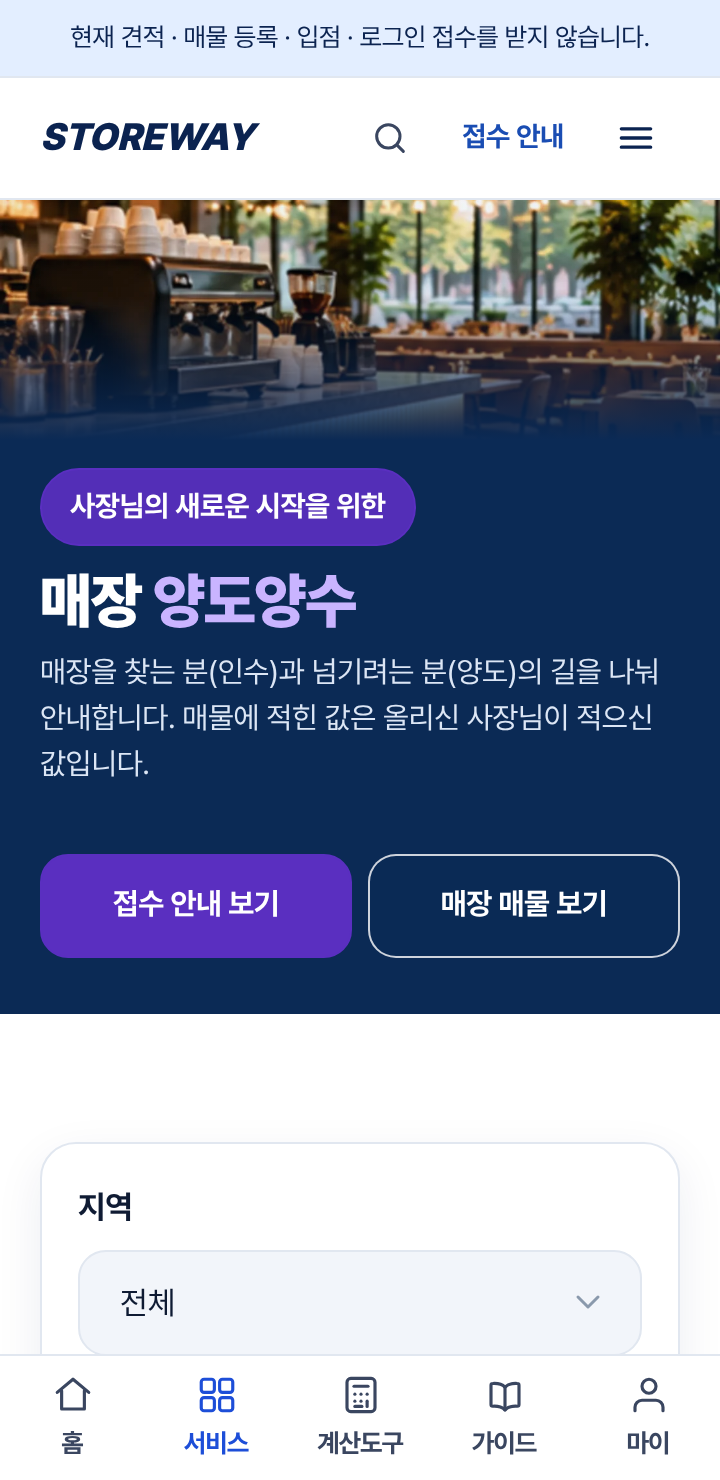 현재 견적 · 매물 등록 · 입점 · 로그인 접수를 받지 않습니다.
STOREWAY
접수 안내
사장님의 새로운 시작을 위한
매장 양도양수
매장을 찾는 분(인수)과 넘기려는 분(양도)의 길을 나눠
안내합니다. 매물에 적힌 값은 올리신 사장님이 적으신
값입니다.
접수 안내 보기
매장 매물 보기
지역
전체
홈
서비스
계산도구
가이드
마이